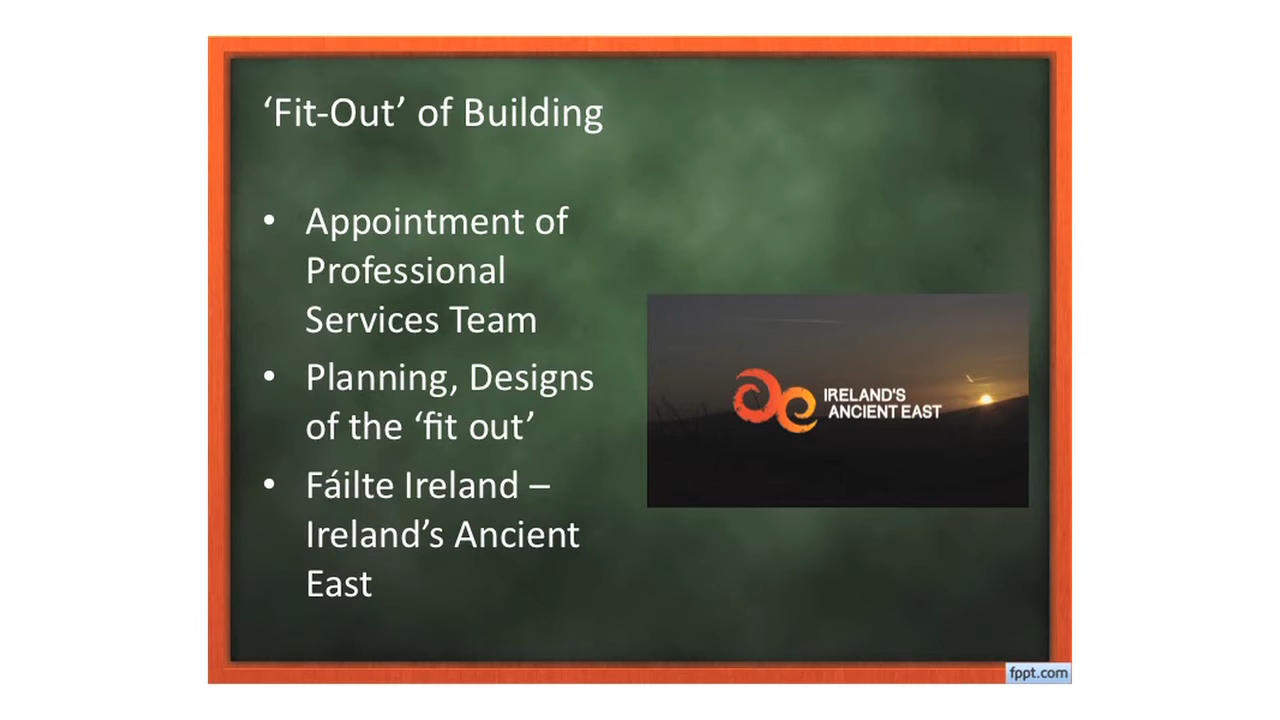 ‘Fit-Out’ of Building
• Appointment of
Professional
Services Team
• Planning, Designs
of the ‘fit out’
• Fáilte Ireland –
Ireland’s Ancient
East
IRELAND'S
ANCIENT EAST
fppt.com